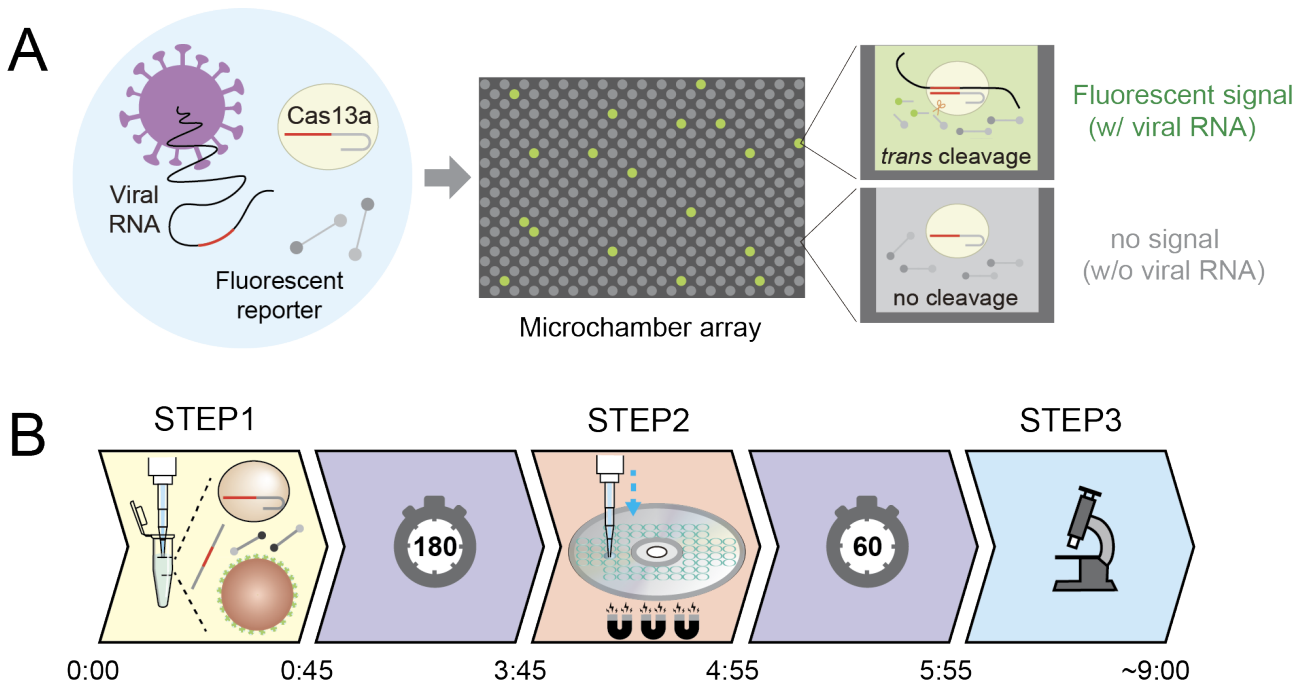 A
Cas13a
Viral
RNA
Fluorescent
reporter
Microchamber array
trans cleavage
Fluorescent signal
(w/ viral RNA)
no cleavage
no signal
(w/o viral RNA)
B
STEP1
STEP2
STEP3
180
60
0:00
0:45
3:45
4:55
5:55
~9:00